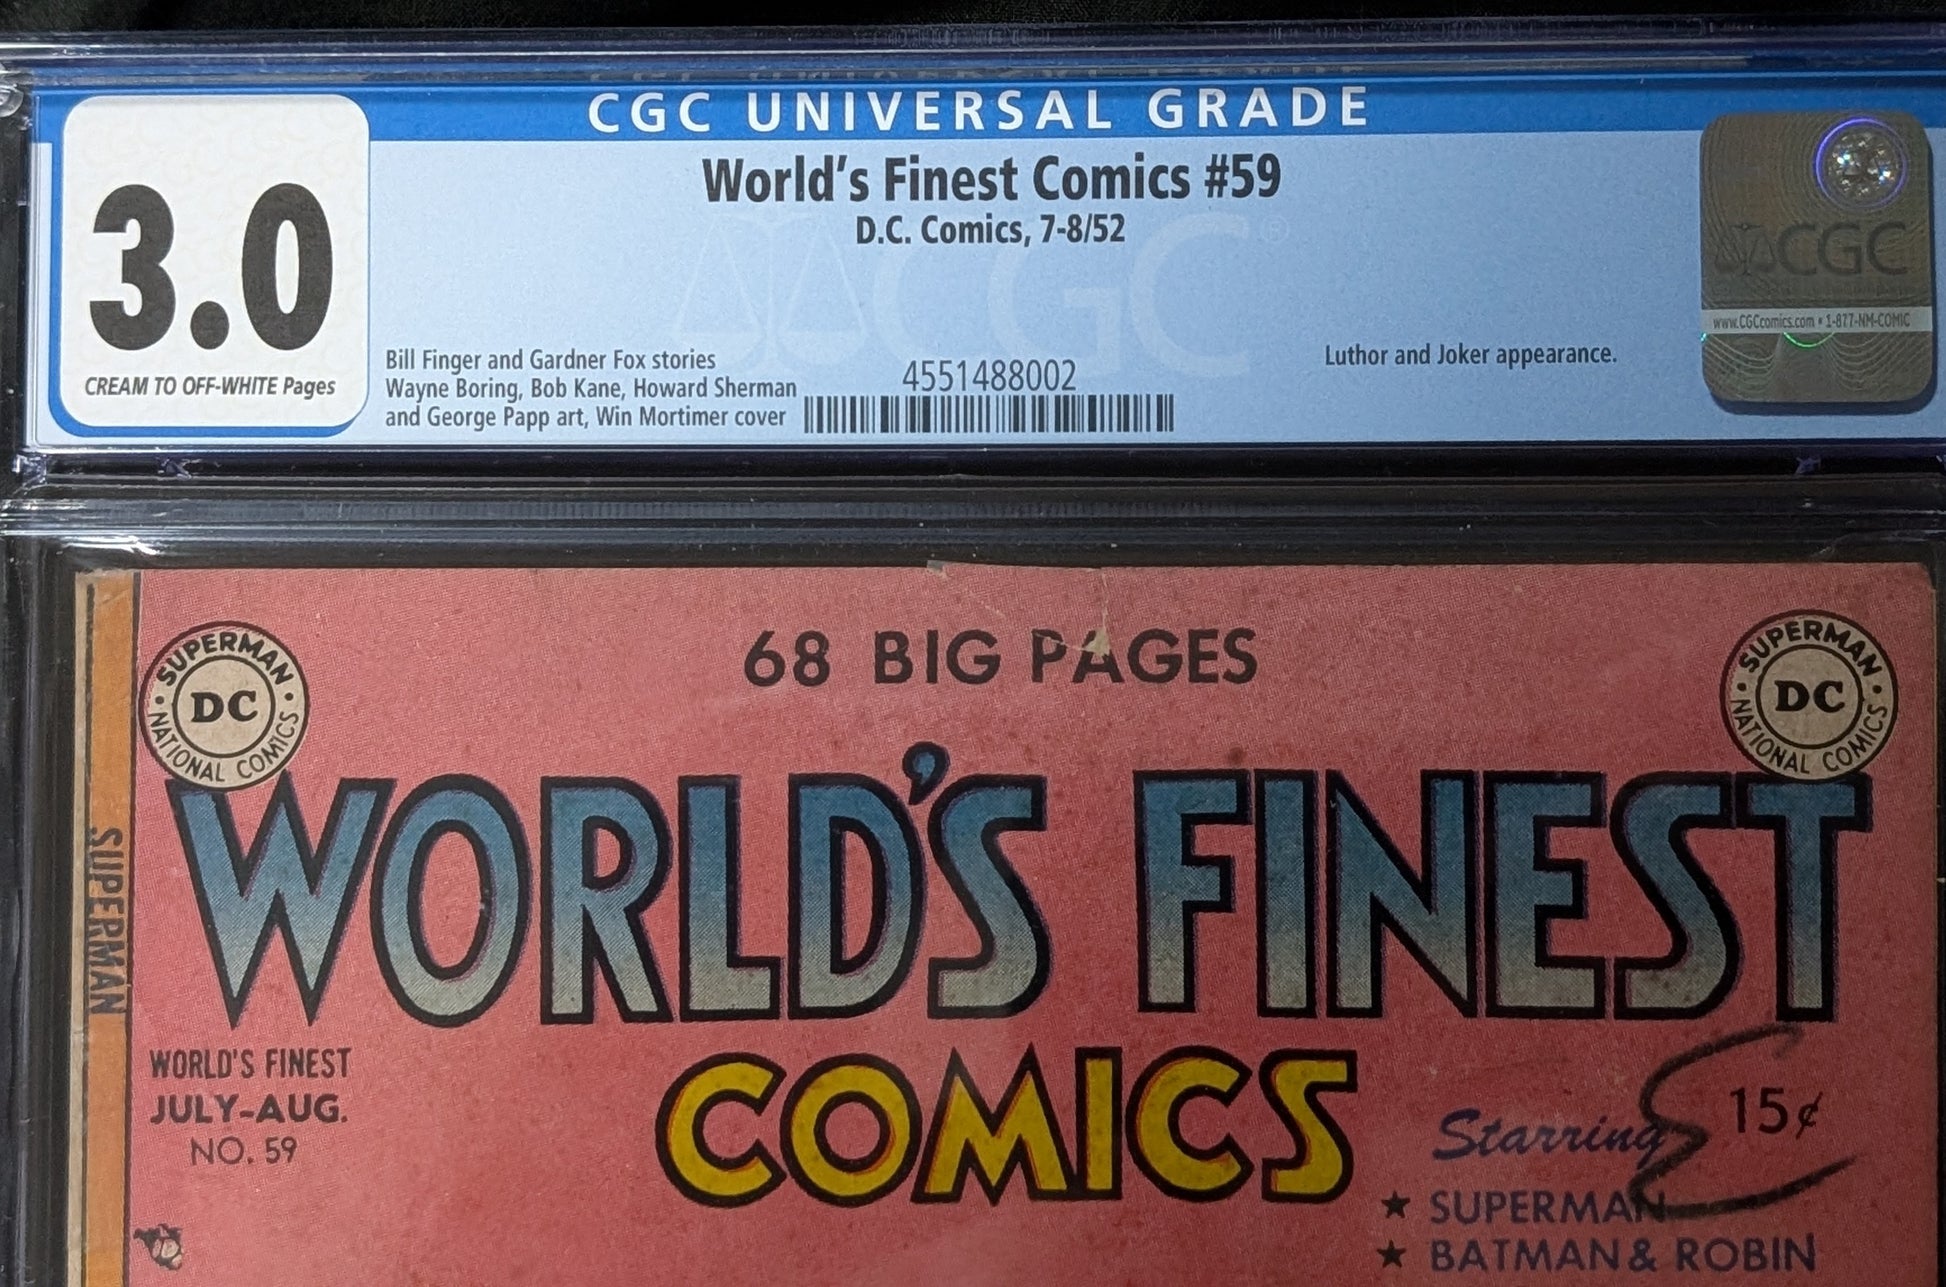 CGC UNIVERSAL GRADE
World's Finest Comics #59
D.C. Comics, 7-8/52
3.0
CREAM TO OFF-WHITE Pages
Bill Finger and Gardner Fox stories
Wayne Boring, Bob Kane, Howard Sherman
and George Papp art, Win Mortimer cover
4551488002
Luthor and Joker appearance.
CGC
CGC
www.CGCcomics.com • 1-877-NM-COMIC
68 BIG PAGES
SUPERMAN
DC
NATIONAL COMICS
SUPERMAN
DC
NATIONAL COMICS
WORLD'S FINEST
COMICS
SUPERMAN
WORLD'S FINEST
JULY-AUG.
NO. 59
15¢
Starring
★ SUPERMAN
★ BATMAN & ROBIN